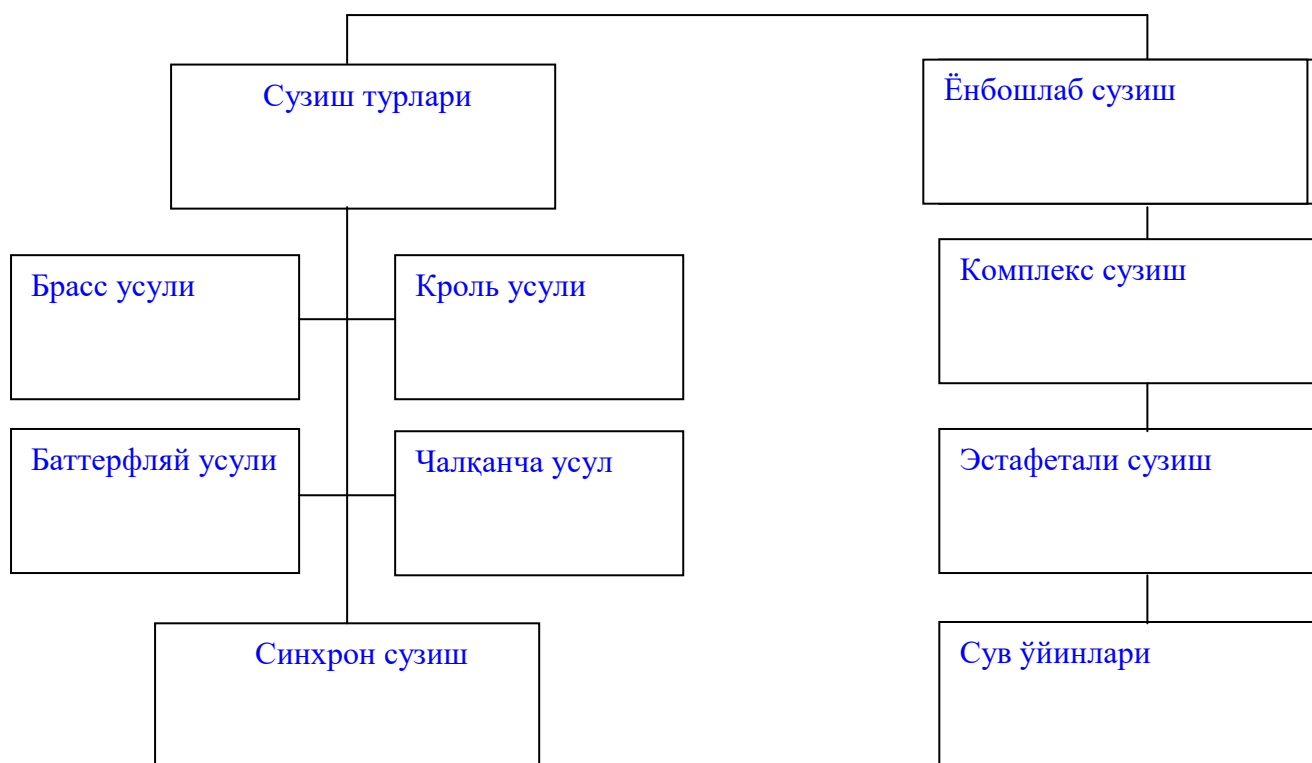 Сузиш турлари
Ёнбошлаб сузиш
Брасс усули
Кроль усули
Комплекс сузиш
Баттерфляй усули
Чалқанча усул
Эстафетали сузиш
Синхрон сузиш
Сув ўйинлари